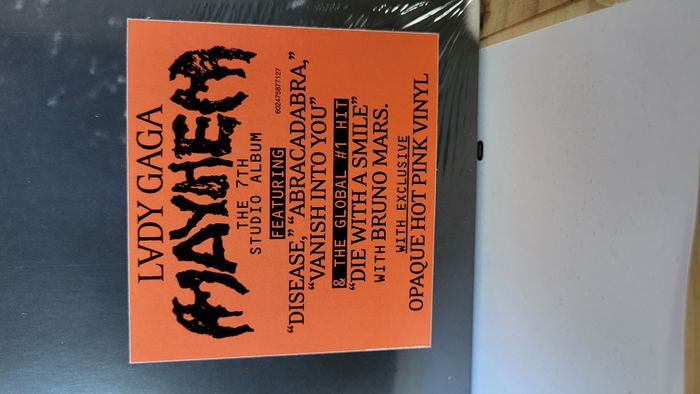 LADY GAGA
MAYHEM
THE 7TH
STUDIO ALBUM
FEATURING
“DISEASE,” “ABRACADABRA,”
“VANISH INTO YOU”
& THE GLOBAL #1 HIT
“DIE WITH A SMILE”
WITH BRUNO MARS.
WITH EXCLUSIVE
OPAQUE HOT PINK VINYL
602475877127